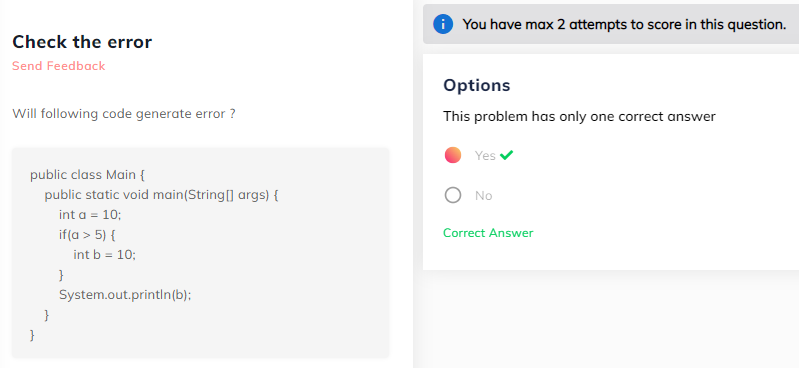 Check the error
Send Feedback
Will following code generate error ?
public class Main {
public static void main(String[] args) {
int a = 10;
if(a > 5) {
int b = 10;
}
System.out.println(b);
}
}
You have max 2 attempts to score in this question.
Options
This problem has only one correct answer
Yes
No
Correct Answer